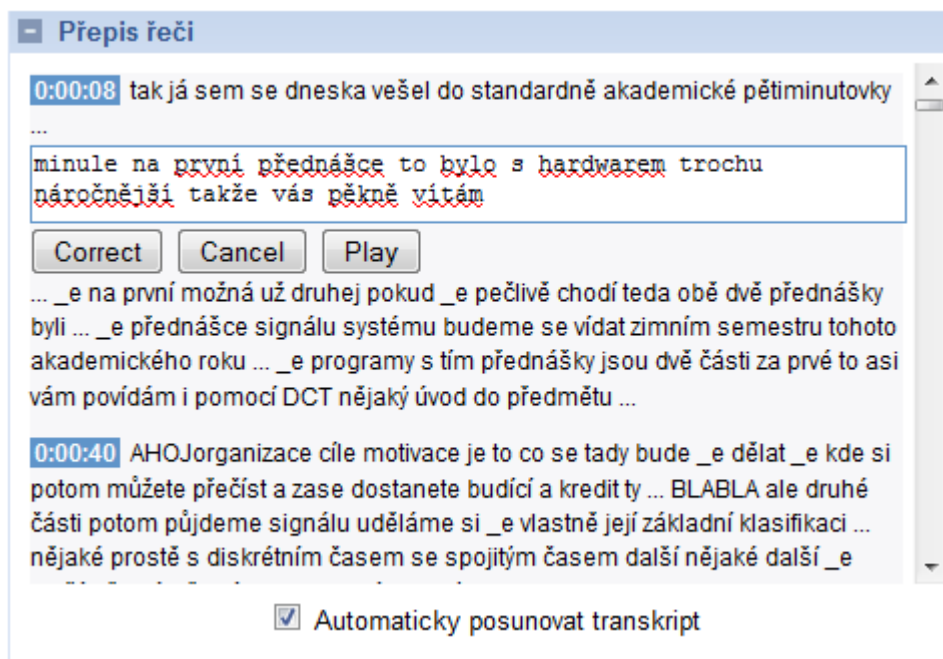 Přepis řeči
0:00:08 tak já sem se dneska vešel do standardně akademické pětiminutovky
...
minule na první přednášce to bylo s hardwarem trochu
náročnější takže vás pěkně vítám
Correct Cancel Play
... _e na první možná už druhej pokud _e pečlivě chodí teda obě dvě přednášky
byli ... _e přednášce signálu systému budeme se vídat zimním semestru tohoto
akademického roku ... _e programy s tím přednášky jsou dvě části za prvé to asi
vám povídám i pomocí DCT nějaký úvod do předmětu ...
0:00:40 AHOJorganizace cíle motivace je to co se tady bude _e dělat _e kde si
potom můžete přečíst a zase dostanete budící a kredit ty ... BLABLA ale druhé
části potom půjdeme signálu uděláme si _e vlastně její základní klasifikaci ...
nějaké prostě s diskrétním časem se spojitým časem další nějaké další _e
Automaticky posunovat transkript